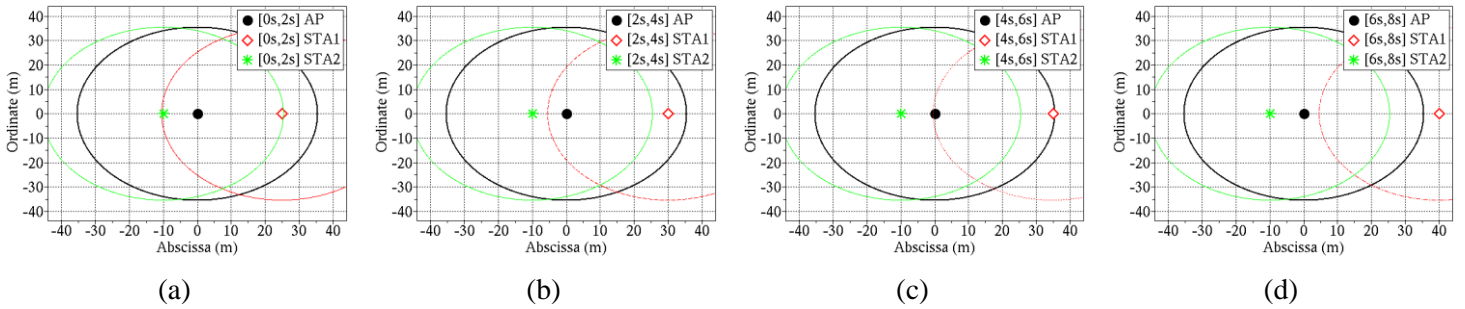 40
30
20
10
0
-10
-20
-30
-40
Ordinate (m)
[0s,2s] AP
[0s,2s] STA1
[0s,2s] STA2
-40 -30 -20 -10 0 10 20 30 40
Abscissa (m)
(a)
40
30
20
10
0
-10
-20
-30
-40
Ordinate (m)
[2s,4s] AP
[2s,4s] STA1
[2s,4s] STA2
-40 -30 -20 -10 0 10 20 30 40
Abscissa (m)
(b)
40
30
20
10
0
-10
-20
-30
-40
Ordinate (m)
[4s,6s] AP
[4s,6s] STA1
[4s,6s] STA2
-40 -30 -20 -10 0 10 20 30 40
Abscissa (m)
(c)
40
30
20
10
0
-10
-20
-30
-40
Ordinate (m)
[6s,8s] AP
[6s,8s] STA1
[6s,8s] STA2
-40 -30 -20 -10 0 10 20 30 40
Abscissa (m)
(d)